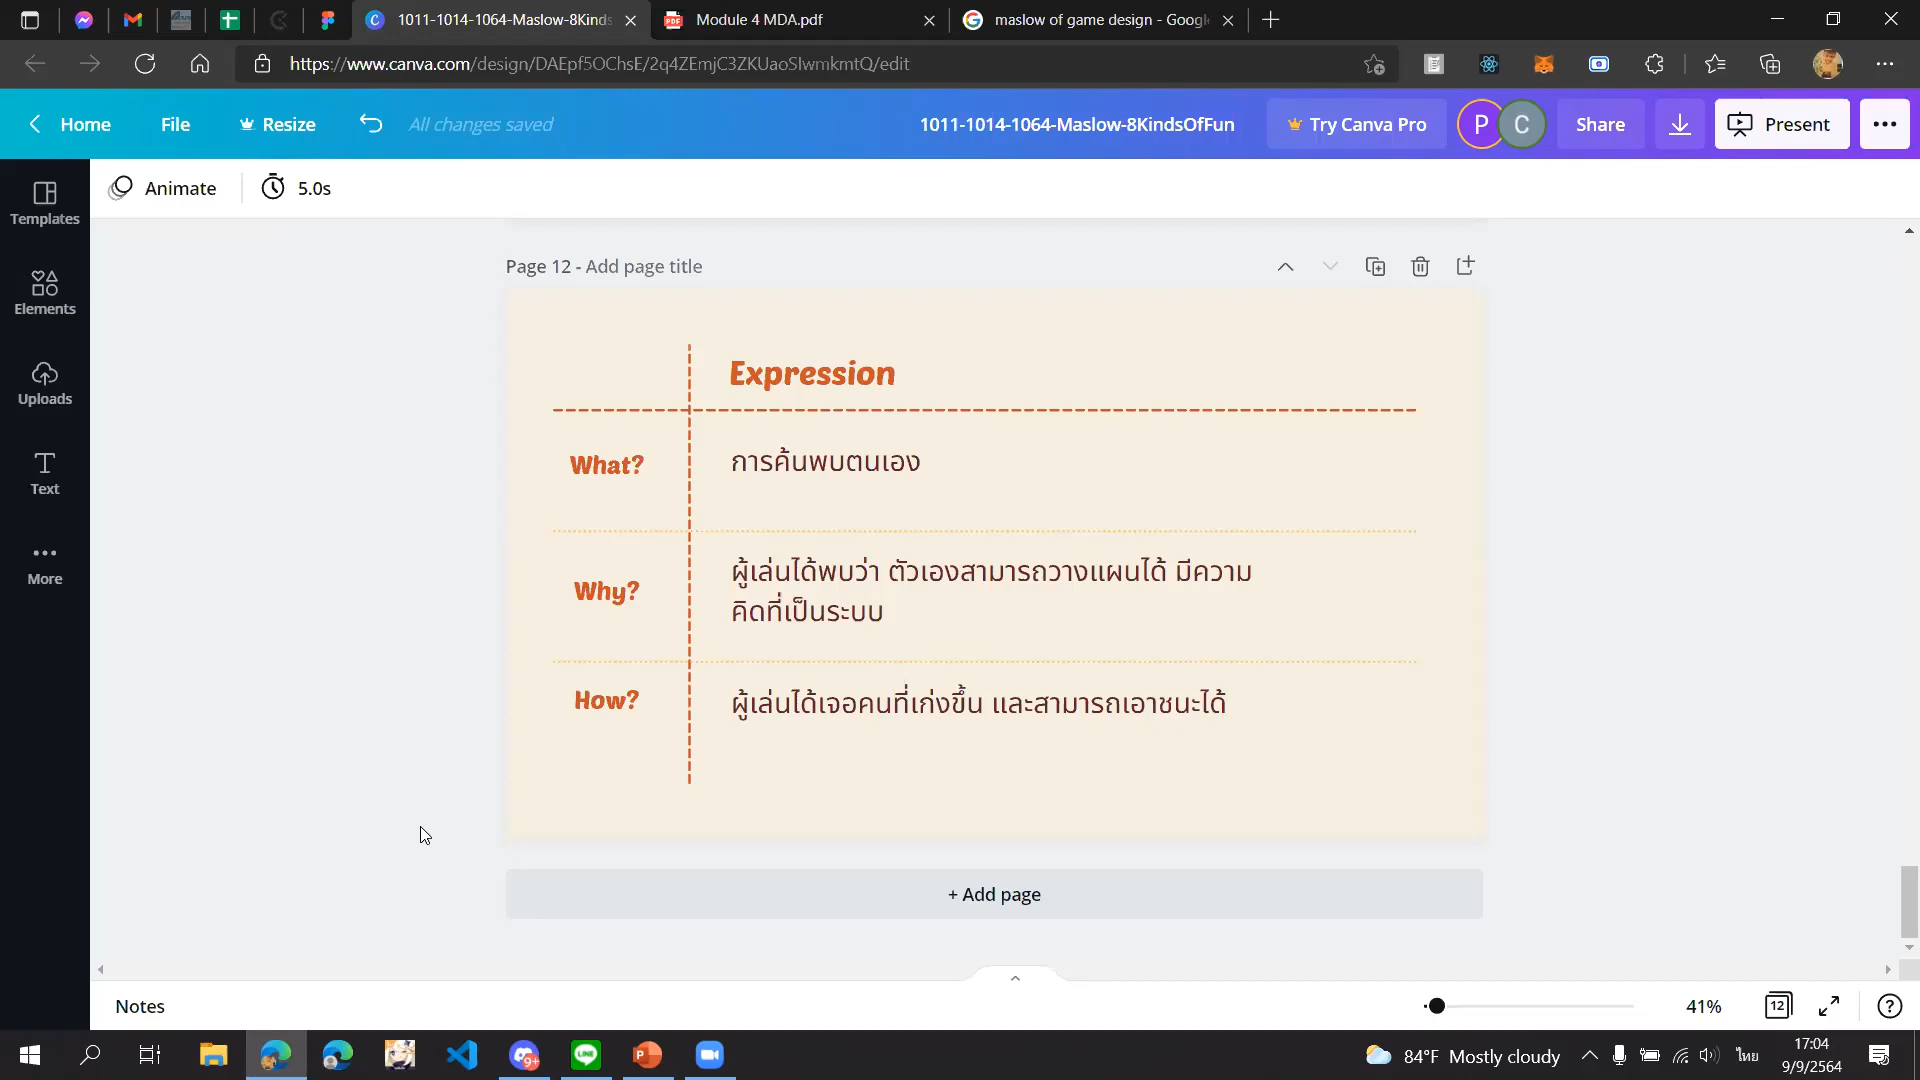 1011-1014-1064-Maslow-8Kinds
Module 4 MDA.pdf
maslow of game design - Googl
https://www.canva.com/design/DAEpf5OChsE/2q4ZEmjC3ZKUaoSlwmkmtQ/edit
Home
File
Resize
All changes saved
1011-1014-1064-Maslow-8KindsOfFun
Try Canva Pro
P
C
Share
Present
Animate
5.0s
Templates
Elements
Uploads
Text
More
Page 12 - Add page title
Expression
What?
การค้นพบตนเอง
Why?
ผู้เล่นได้พบว่า ตัวเองสามารถวางแผนได้ มีความ
คิดที่เป็นระบบ
How?
ผู้เล่นได้เจอคนที่เก่งขึ้น และสามารถเอาชนะได้
+ Add page
Notes
41%
12
84°F Mostly cloudy
ไทย
17:04
9/9/2564